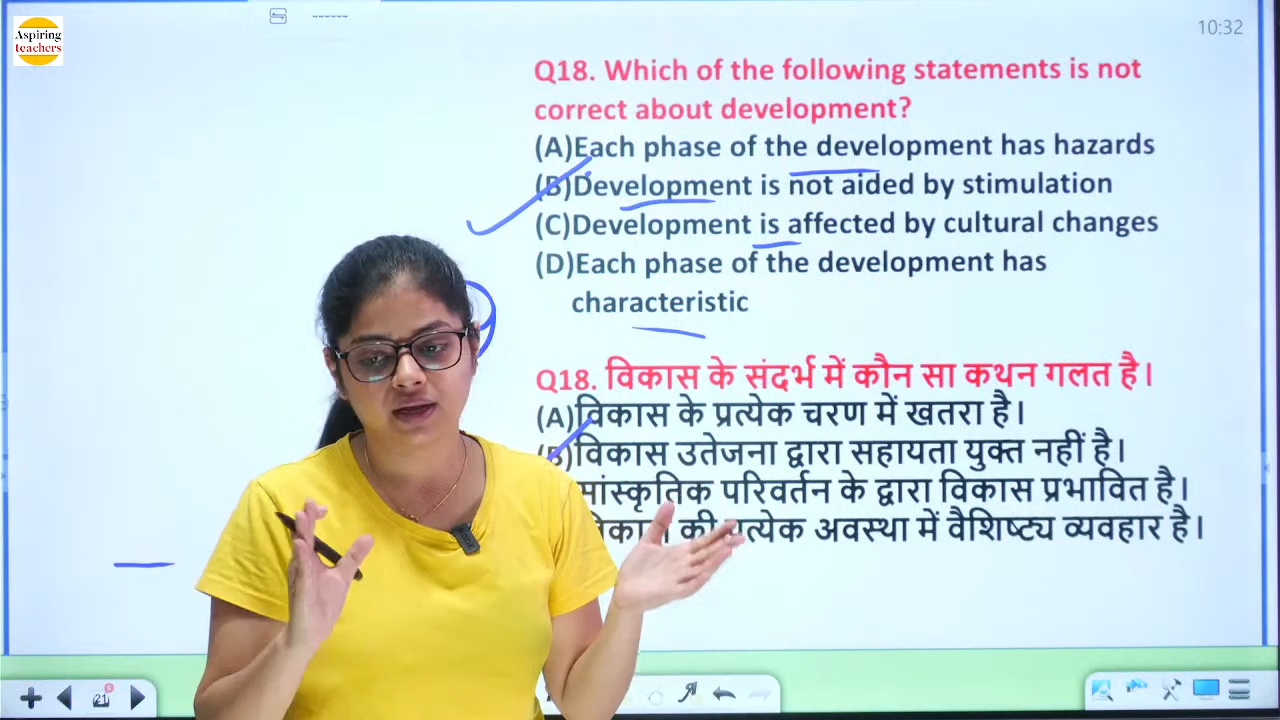 Aspiring
teachers
10:32
Q18. Which of the following statements is not
correct about development?
(A)Each phase of the development has hazards
(B)Development is not aided by stimulation
(C)Development is affected by cultural changes
(D)Each phase of the development has
characteristic
Q18. विकास के संदर्भ में कौन सा कथन गलत है।
(A)विकास के प्रत्येक चरण में खतरा है।
(B)विकास उतेजना द्वारा सहायता युक्त नहीं है।
सांस्कृतिक परिवर्तन के द्वारा विकास प्रभावित है।
की प्रत्येक अवस्था में वैशिष्ट्य व्यवहार है।
21